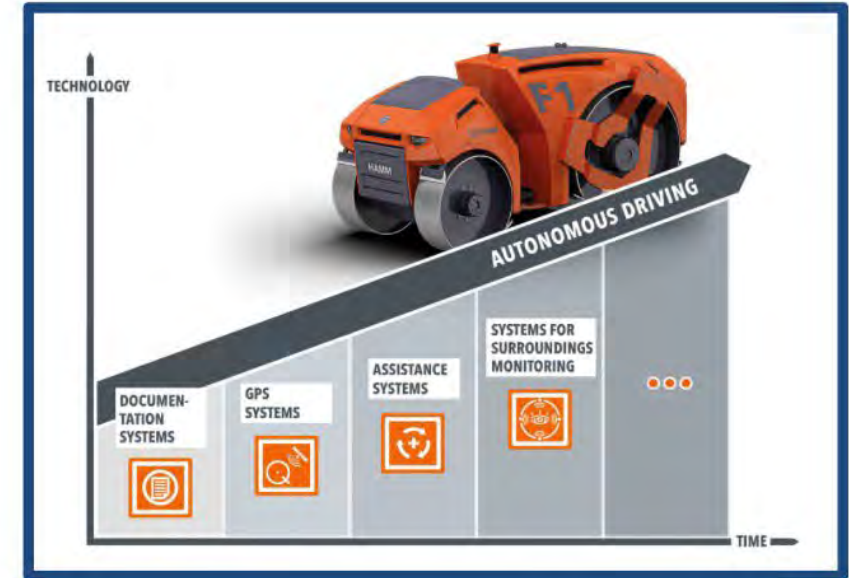 TECHNOLOGY
F1
HAMM
AUTONOMOUS DRIVING
SYSTEMS FOR
SURROUNDINGS
MONITORING
ASSISTANCE
SYSTEMS
GPS
SYSTEMS
DOCUMEN-
TATION
SYSTEMS
TIME